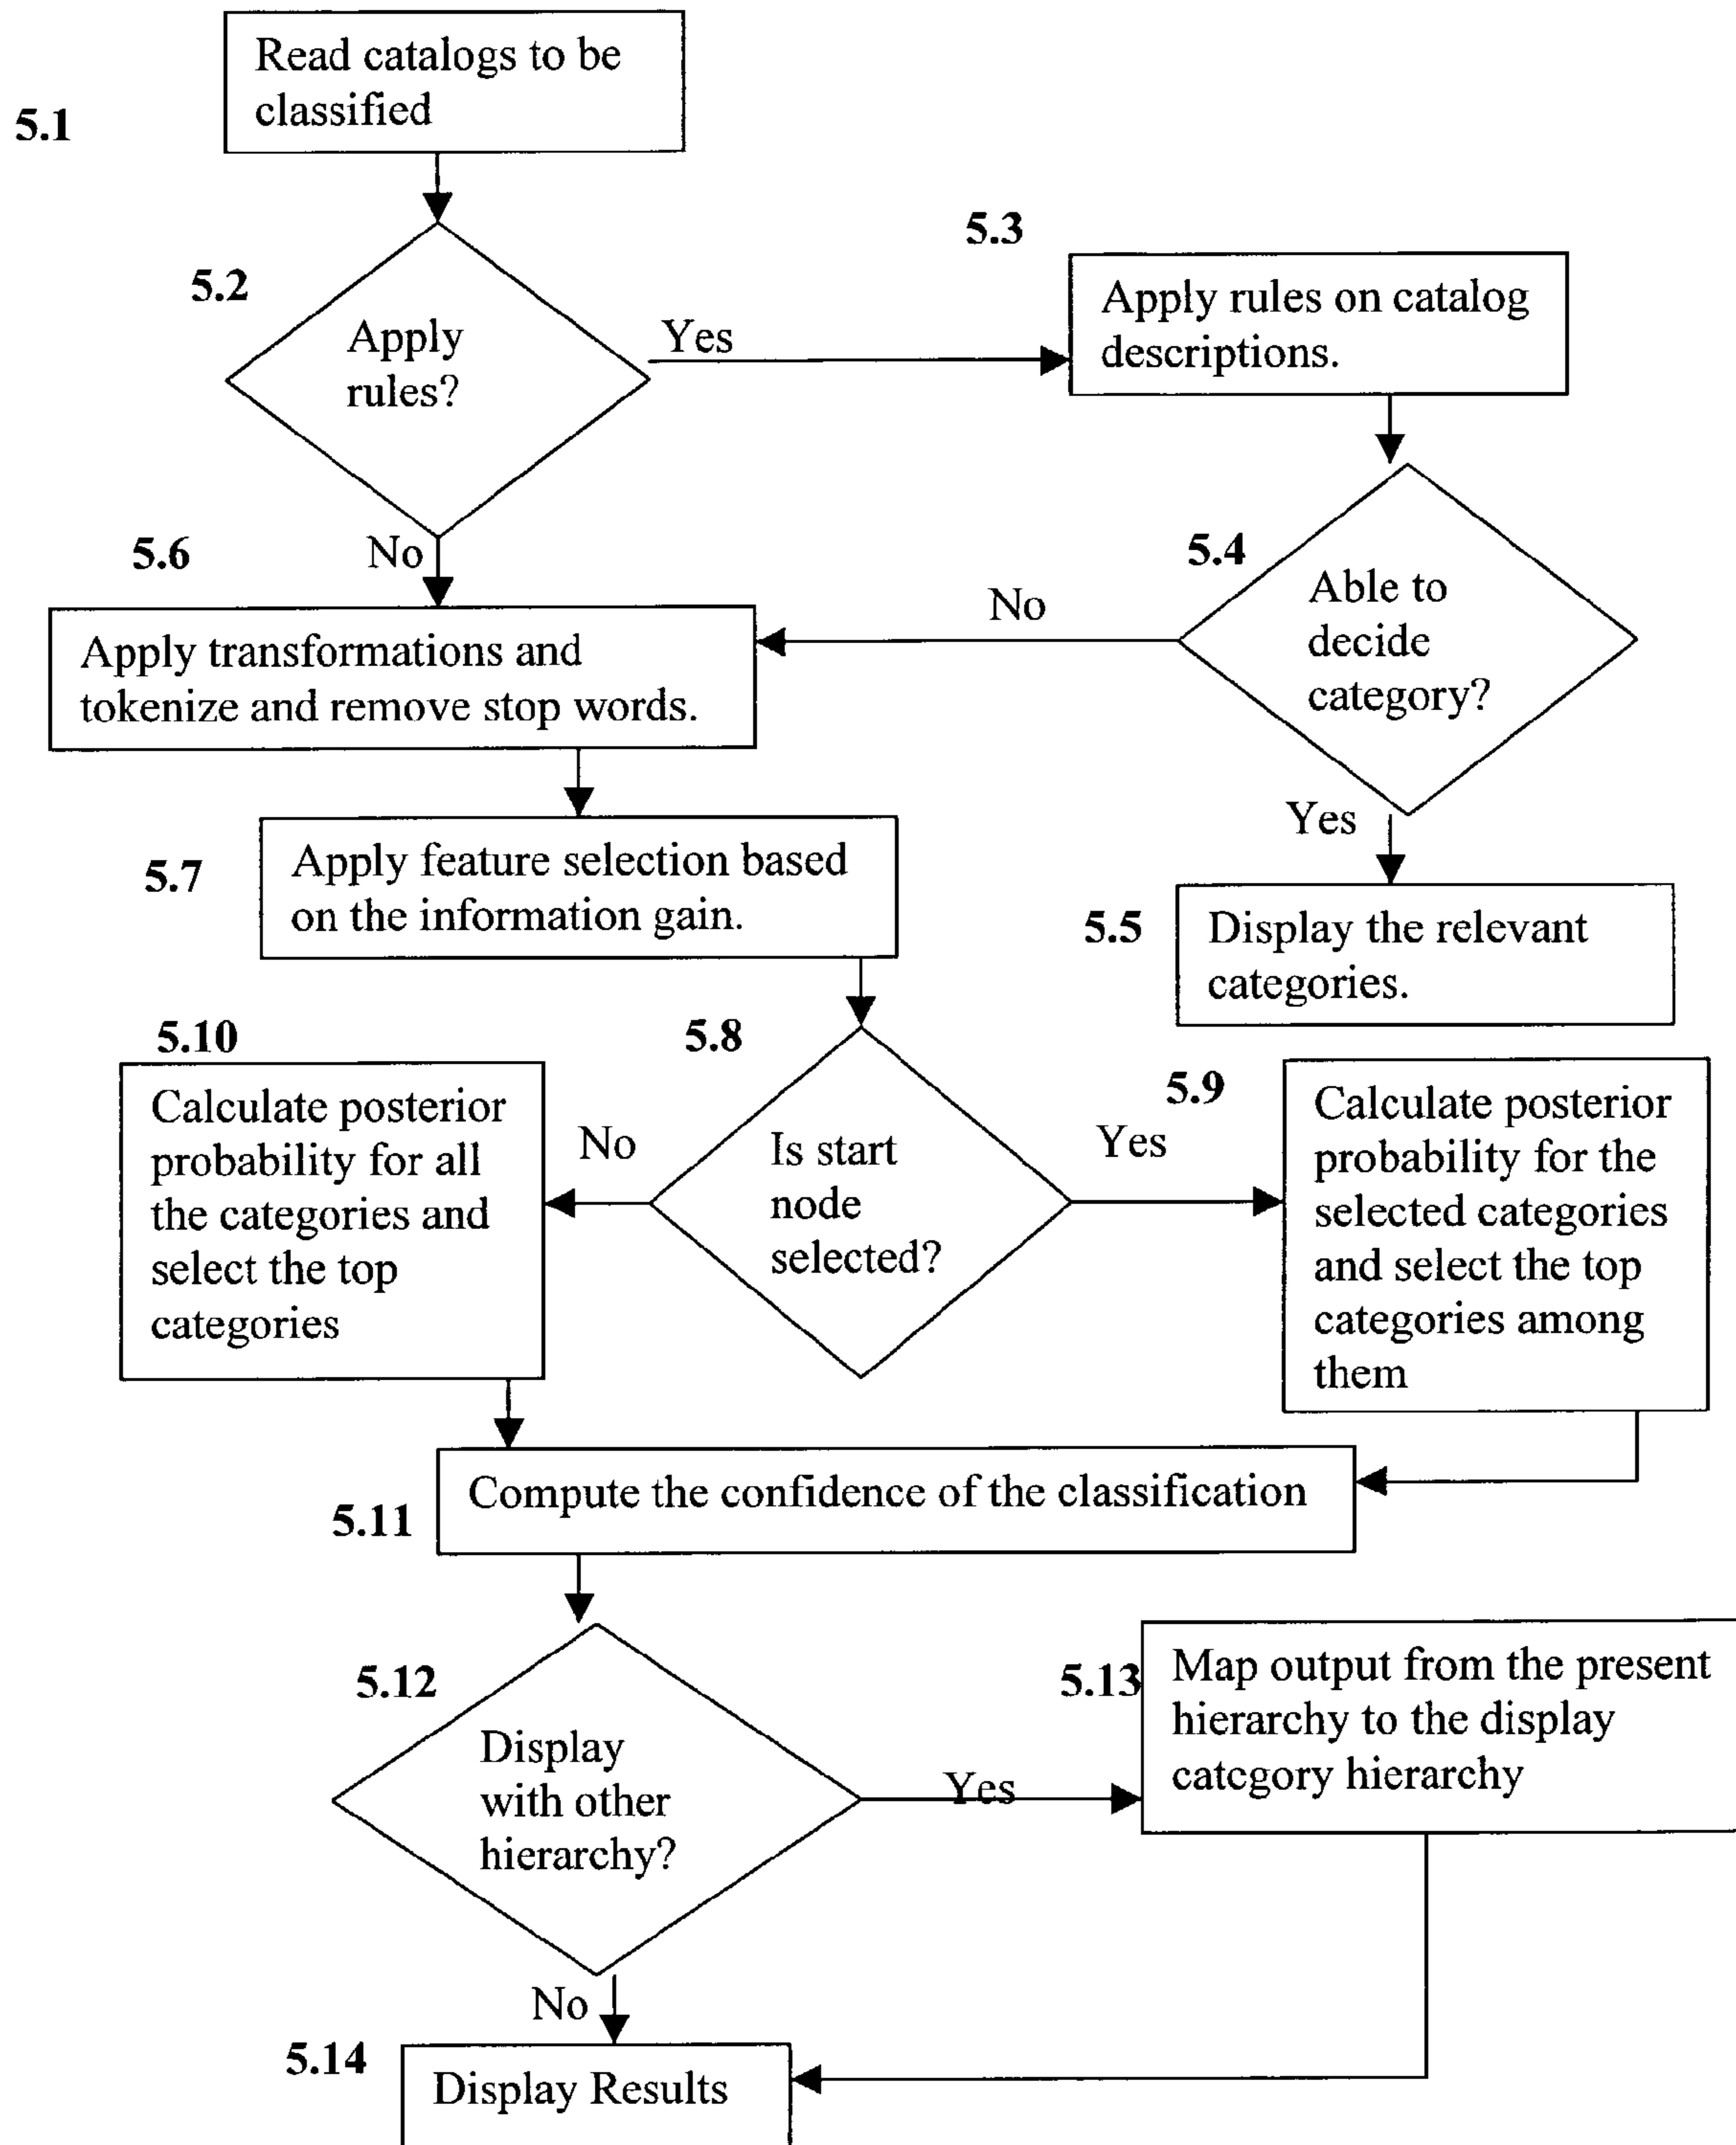 Read catalogs to be
classified
5.1
5.2
Apply
rules?
Yes
5.3
Apply rules on catalog
descriptions.
5.4
Able to
decide
category?
No
Yes
5.5
Display the relevant
categories.
No
5.6
Apply transformations and
tokenize and remove stop words.
5.7
Apply feature selection based
on the information gain.
5.8
Is start
node
selected?
Yes
5.9
Calculate posterior
probability for the
selected categories
and select the top
categories among
them
No
5.10
Calculate posterior
probability for all
the categories and
select the top
categories
5.11
Compute the confidence of the classification
5.12
Display
with other
hierarchy?
Yes
5.13
Map output from the present
hierarchy to the display
category hierarchy
No
5.14
Display Results